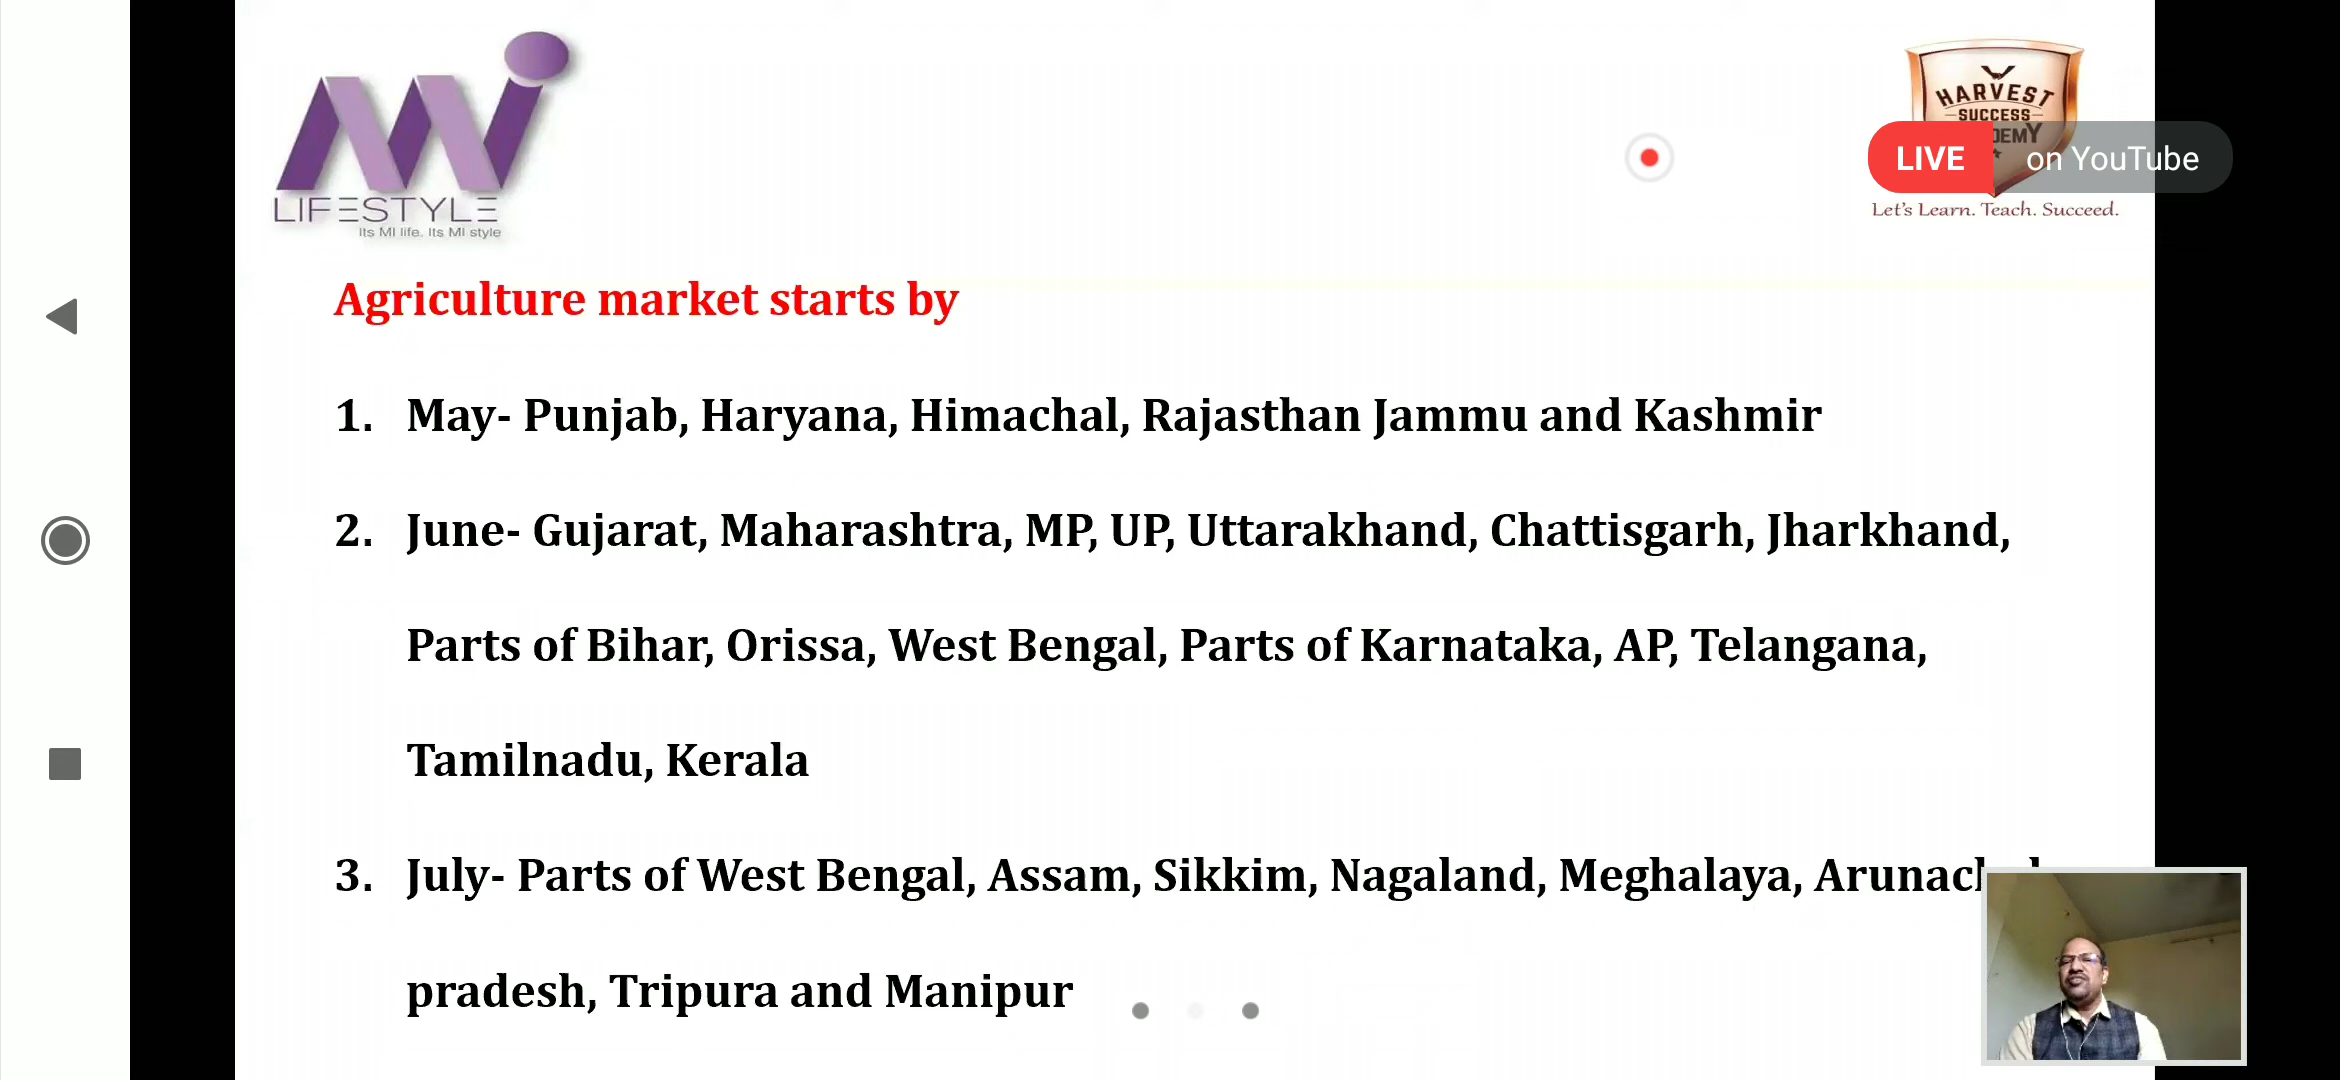 LIFESTYLE
Its MI life. Its MI style
HARVEST
SUCCESS
LIVE on YouTube
Let's Learn. Teach. Succeed.
Agriculture market starts by
1. May- Punjab, Haryana, Himachal, Rajasthan Jammu and Kashmir
2. June- Gujarat, Maharashtra, MP, UP, Uttarakhand, Chattisgarh, Jharkhand,
Parts of Bihar, Orissa, West Bengal, Parts of Karnataka, AP, Telangana,
Tamilnadu, Kerala
3. July- Parts of West Bengal, Assam, Sikkim, Nagaland, Meghalaya,
pradesh, Tripura and Manipur